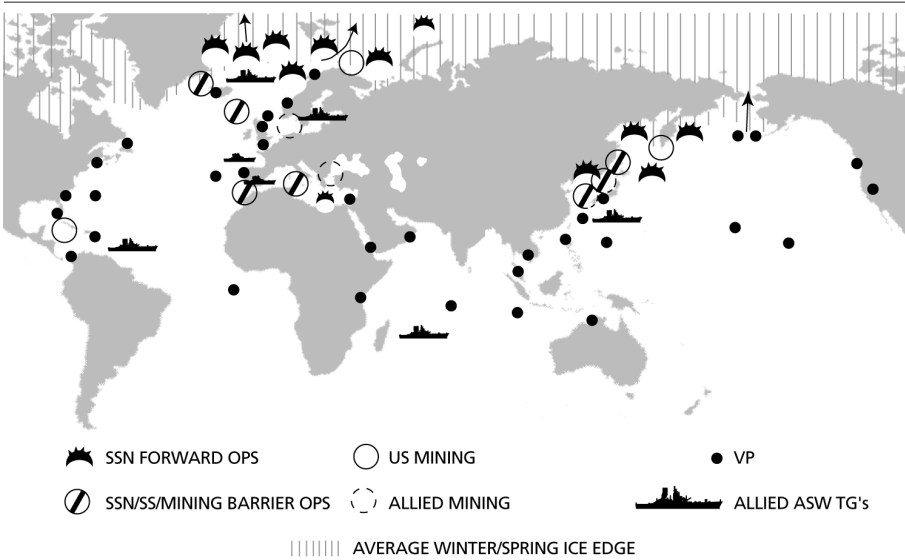 SSN FORWARD OPS
US MINING
VP
SSN/SS/MINING BARRIER OPS
ALLIED MINING
ALLIED ASW TG's
AVERAGE WINTER/SPRING ICE EDGE